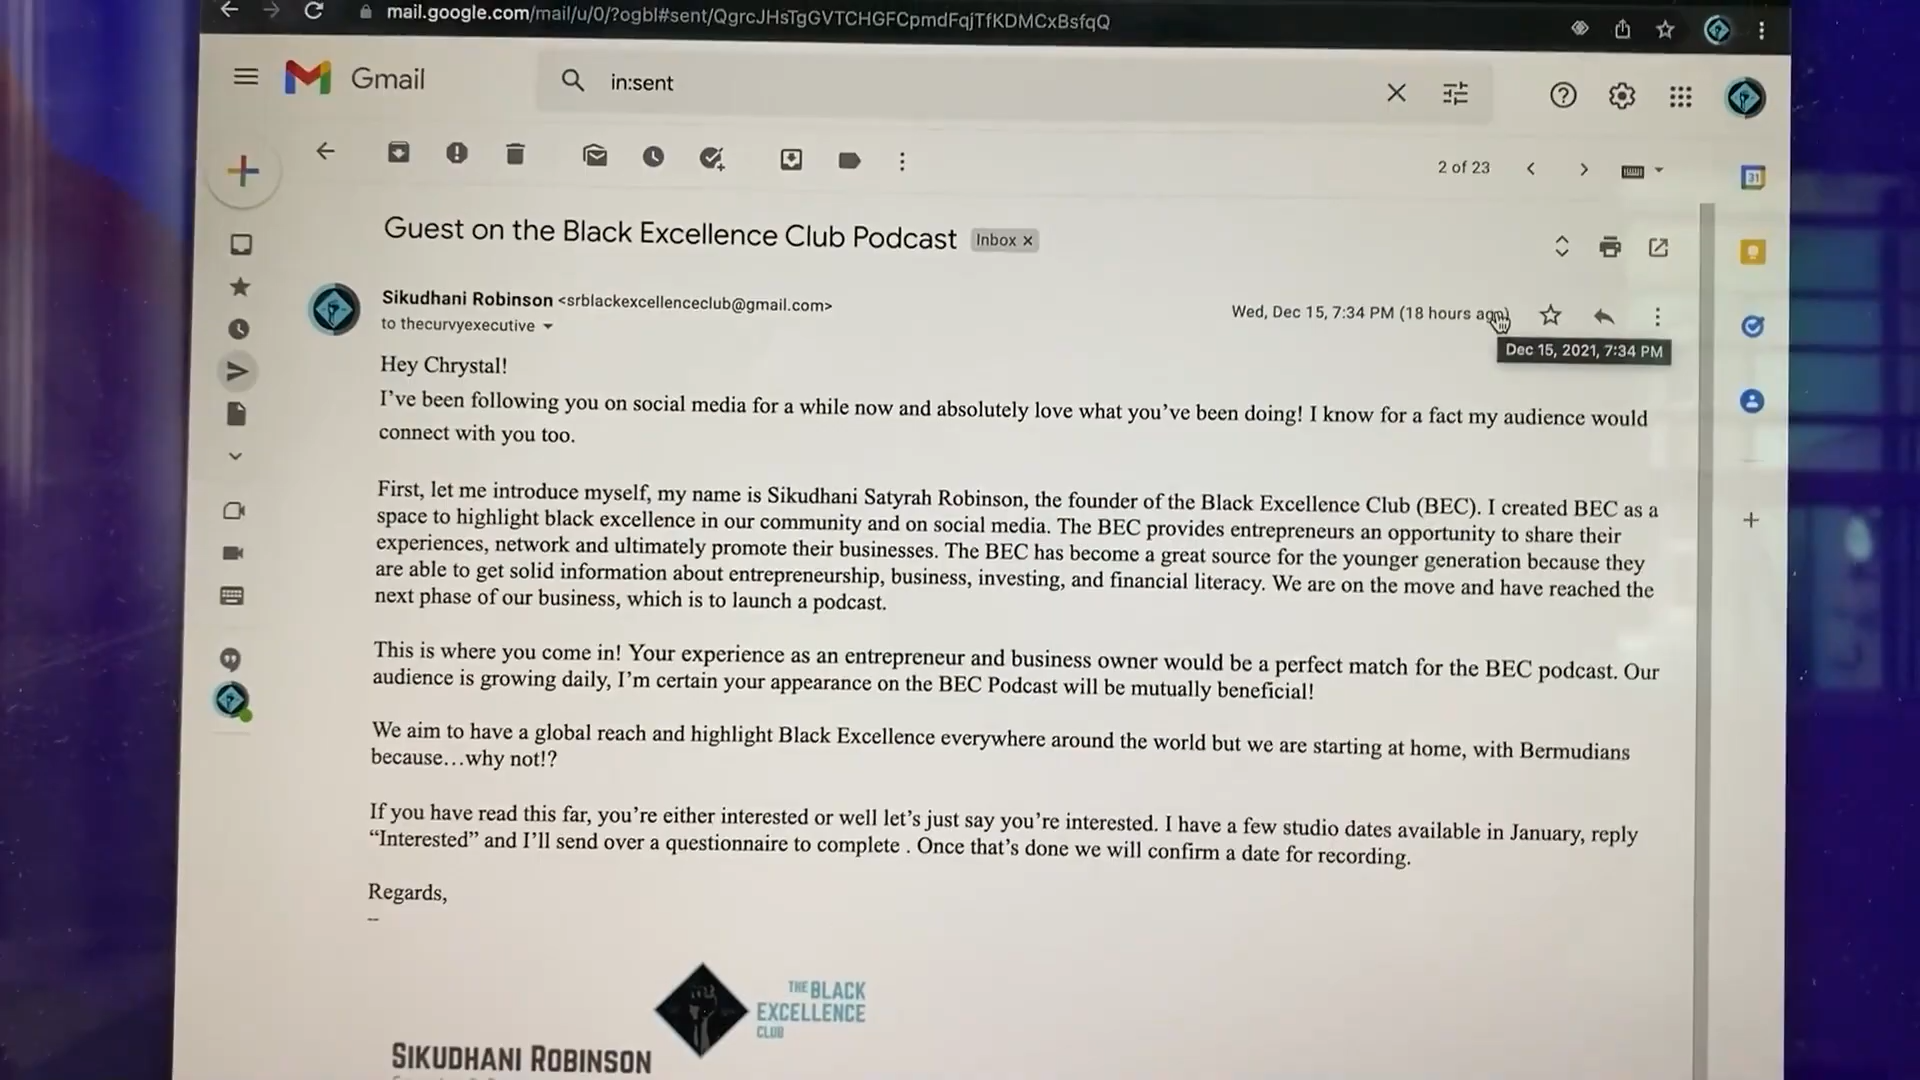 mail.google.com/mail/u/0/?ogbl#sent/QgrcJHsTgGVTCHGFCpmdFqjTfKDMCxBsfqQ
Gmail
in:sent
2 of 23
31
Guest on the Black Excellence Club Podcast Inbox ×
Sikudhani Robinson <srblackexcellenceclub@gmail.com>
Wed, Dec 15, 7:34 PM (18 hours ago)
to thecurvyexecutive
Dec 15, 2021, 7:34 PM
Hey Chrystal!
I've been following you on social media for a while now and absolutely love what you've been doing! I know for a fact my audience would
connect with you too.
First, let me introduce myself, my name is Sikudhani Satyrah Robinson, the founder of the Black Excellence Club (BEC). I created BEC as a
space to highlight black excellence in our community and on social media. The BEC provides entrepreneurs an opportunity to share their
experiences, network and ultimately promote their businesses. The BEC has become a great source for the younger generation because they
are able to get solid information about entrepreneurship, business, investing, and financial literacy. We are on the move and have reached the
next phase of our business, which is to launch a podcast.
This is where you come in! Your experience as an entrepreneur and business owner would be a perfect match for the BEC podcast. Our
audience is growing daily, I'm certain your appearance on the BEC Podcast will be mutually beneficial!
We aim to have a global reach and highlight Black Excellence everywhere around the world but we are starting at home, with Bermudians
because…why not!?
If you have read this far, you're either interested or well let's just say you're interested. I have a few studio dates available in January, reply
“Interested” and I'll send over a questionnaire to complete . Once that's done we will confirm a date for recording.
Regards,
--
THE BLACK
EXCELLENCE
CLUB
SIKUDHANI ROBINSON